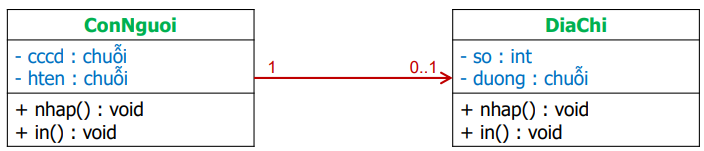 ConNguoi
- cccd : chuỗi
- hten : chuỗi
+ nhap() : void
+ in() : void
1
0..1
DiaChi
- so : int
- duong : chuỗi
+ nhap() : void
+ in() : void